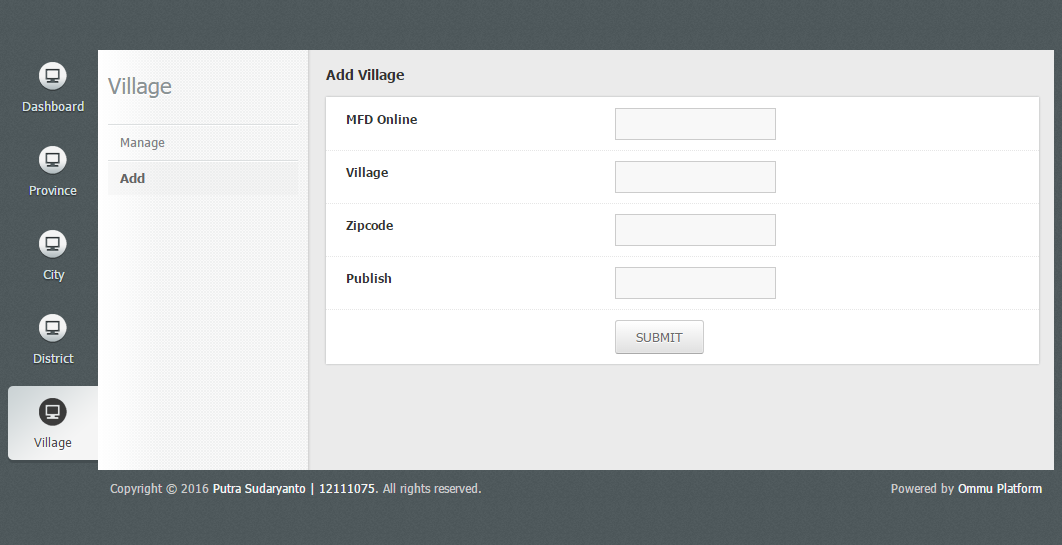 Dashboard
Province
City
District
Village
Village
Manage
Add
Add Village
MFD Online
Village
Zipcode
Publish
SUBMIT
Copyright © 2016 Putra Sudaryanto | 12111075. All rights reserved.
Powered by Ommu Platform